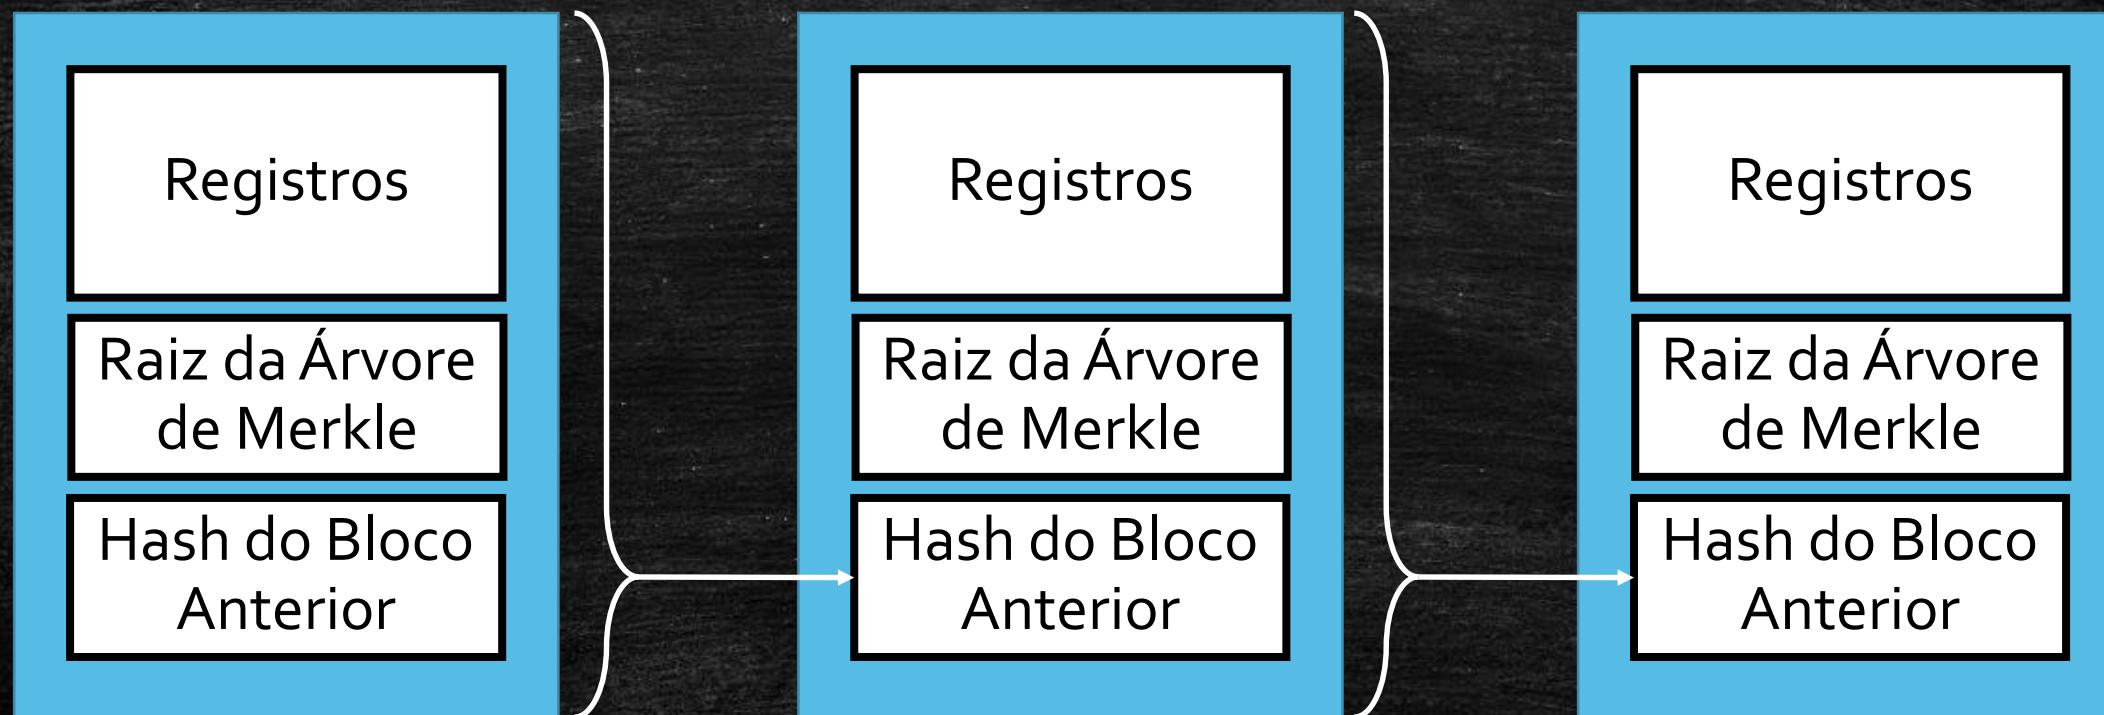 Registros
Raiz da Árvore
de Merkle
Hash do Bloco
Anterior
Registros
Raiz da Árvore
de Merkle
Hash do Bloco
Anterior
Registros
Raiz da Árvore
de Merkle
Hash do Bloco
Anterior